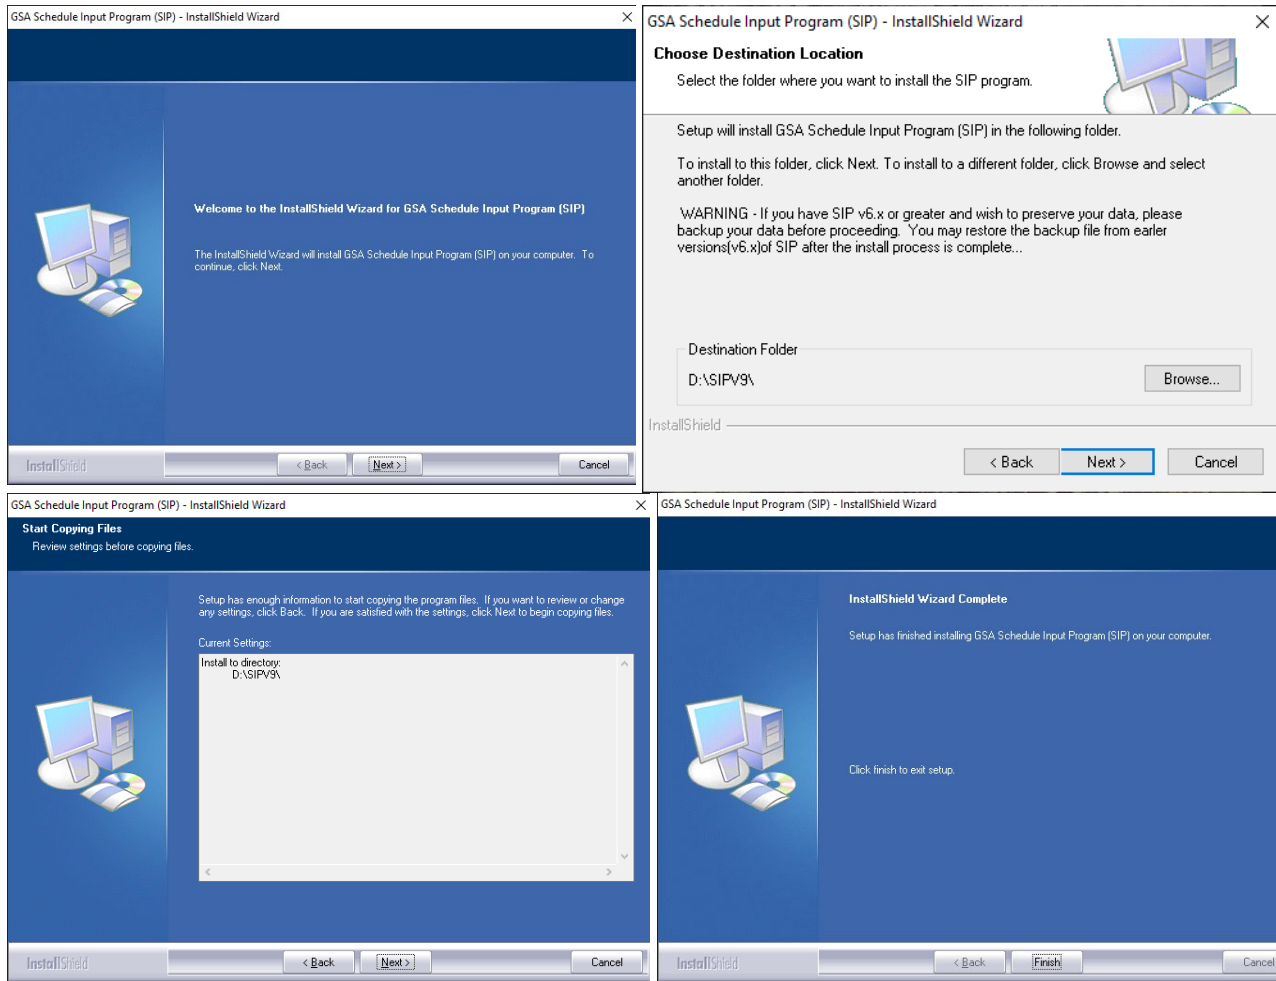 GSA Schedule Input Program (SIP) - InstallShield Wizard
Welcome to the InstallShield Wizard for GSA Schedule Input Program (SIP)
The InstallShield Wizard will install GSA Schedule Input Program (SIP) on your computer. To
continue, click Next.
InstallShield
< Back
Next >
Cancel
GSA Schedule Input Program (SIP) - InstallShield Wizard
Choose Destination Location
Select the folder where you want to install the SIP program.
Setup will install GSA Schedule Input Program (SIP) in the following folder.
To install to this folder, click Next. To install to a different folder, click Browse and select
another folder.
WARNING - If you have SIP v6.x or greater and wish to preserve your data, please
backup your data before proceeding. You may restore the backup file from earler
versions(v6.x)of SIP after the install process is complete...
Destination Folder
D:\SIPV9\
Browse...
InstallShield
< Back
Next >
Cancel
GSA Schedule Input Program (SIP) - InstallShield Wizard
Start Copying Files
Review settings before copying files.
Setup has enough information to start copying the program files. If you want to review or change
any settings, click Back. If you are satisfied with the settings, click Next to begin copying files.
Current Settings:
Install to directory:
D:\SIPV9\
InstallShield
< Back
Next >
Cancel
GSA Schedule Input Program (SIP) - InstallShield Wizard
InstallShield Wizard Complete
Setup has finished installing GSA Schedule Input Program (SIP) on your computer.
Click finish to exit setup.
InstallShield
< Back
Finish
Cancel